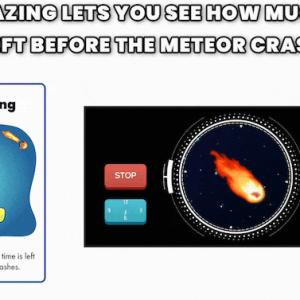 AZING LETS YOU SEE HOW MU
FT BEFORE THE METEOR CRAS
ng
time is left
ashes.
STOP